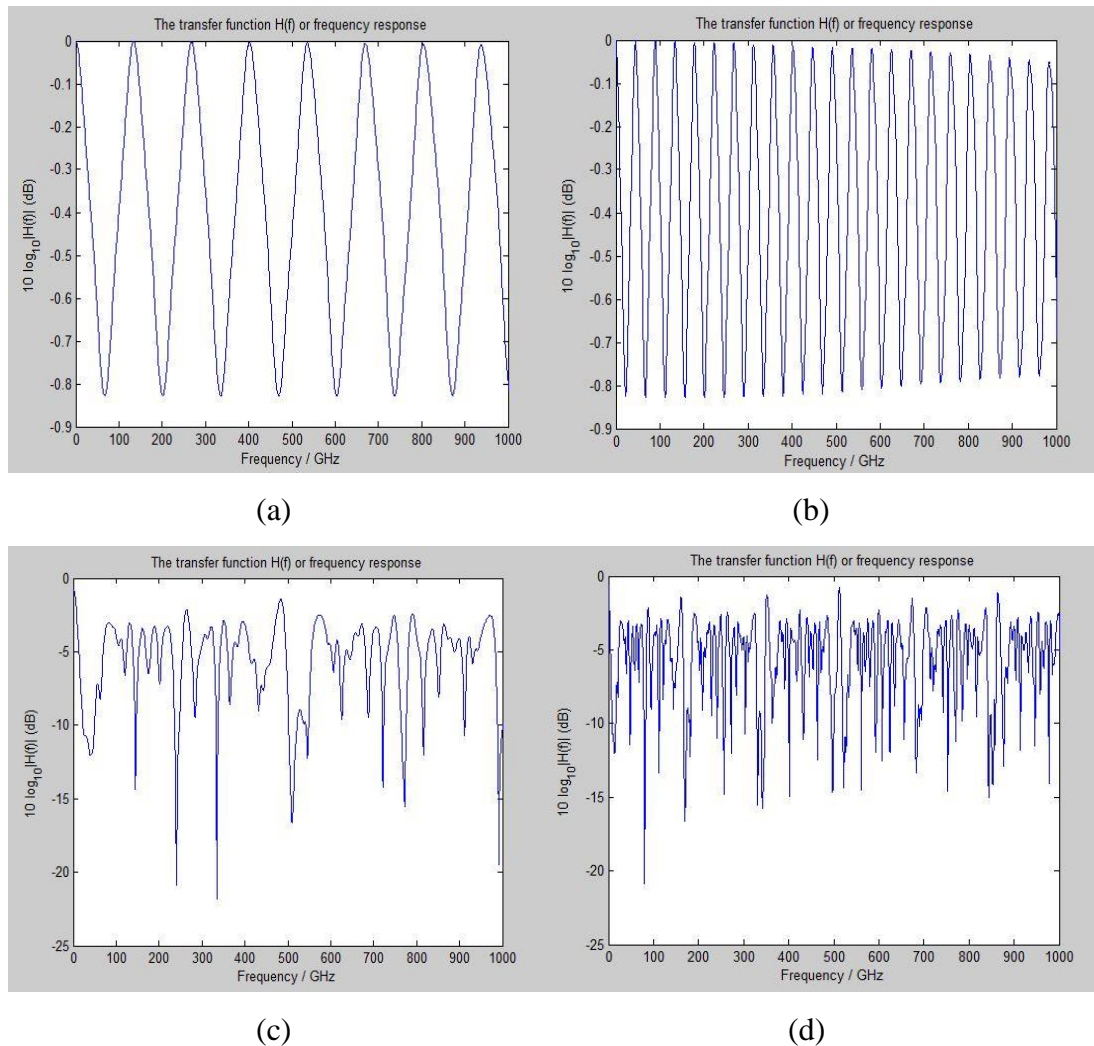 The transfer function H(f) or frequency response
10 log10|H(f)| (dB)
0
-0.1
-0.2
-0.3
-0.4
-0.5
-0.6
-0.7
-0.8
-0.9
0 100 200 300 400 500 600 700 800 900 1000
Frequency / GHz
(a)
The transfer function H(f) or frequency response
10 log10|H(f)| (dB)
0
-0.1
-0.2
-0.3
-0.4
-0.5
-0.6
-0.7
-0.8
-0.9
0 100 200 300 400 500 600 700 800 900 1000
Frequency / GHz
(b)
The transfer function H(f) or frequency response
10 log10|H(f)| (dB)
0
-5
-10
-15
-20
-25
0 100 200 300 400 500 600 700 800 900 1000
Frequency / GHz
(c)
The transfer function H(f) or frequency response
10 log10|H(f)| (dB)
0
-5
-10
-15
-20
-25
0 100 200 300 400 500 600 700 800 900 1000
Frequency / GHz
(d)